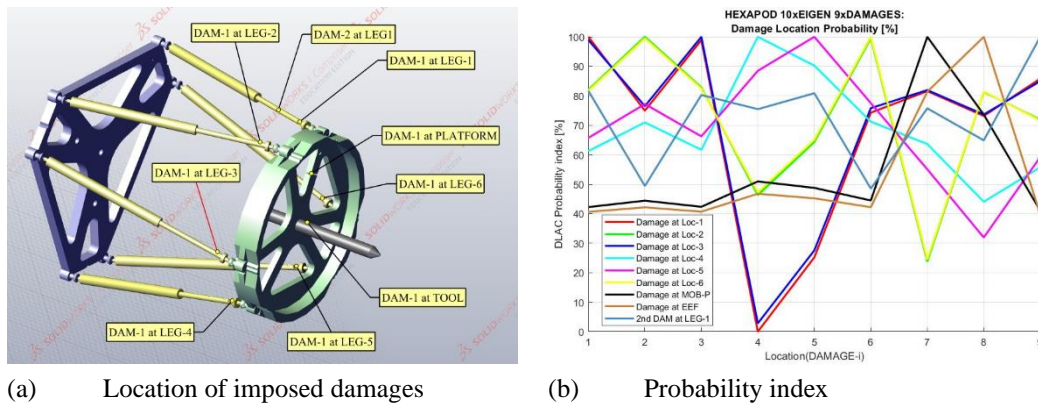 DAM-1 at LEG-2
DAM-2 at LEG1
DAM-1 at LEG-1
DAM-1 at PLATFORM
DAM-1 at LEG-6
DAM-1 at LEG-3
DAM-1 at TOOL
DAM-1 at LEG-4
DAM-1 at LEG-5
HEXAPOD 10xEIGEN 9xDAMAGES:
Damage Location Probability [%]
DLAC Probability index [%]
100
90
80
70
60
50
40
30
20
10
0
Damage at Loc-1
Damage at Loc-2
Damage at Loc-3
Damage at Loc-4
Damage at Loc-5
Damage at Loc-6
Damage at MOB-P
Damage at EEF
2nd DAM at LEG-1
1 2 3 4 5 6 7 8 9
Location(DAMAGE-i)
(a) Location of imposed damages
(b) Probability index